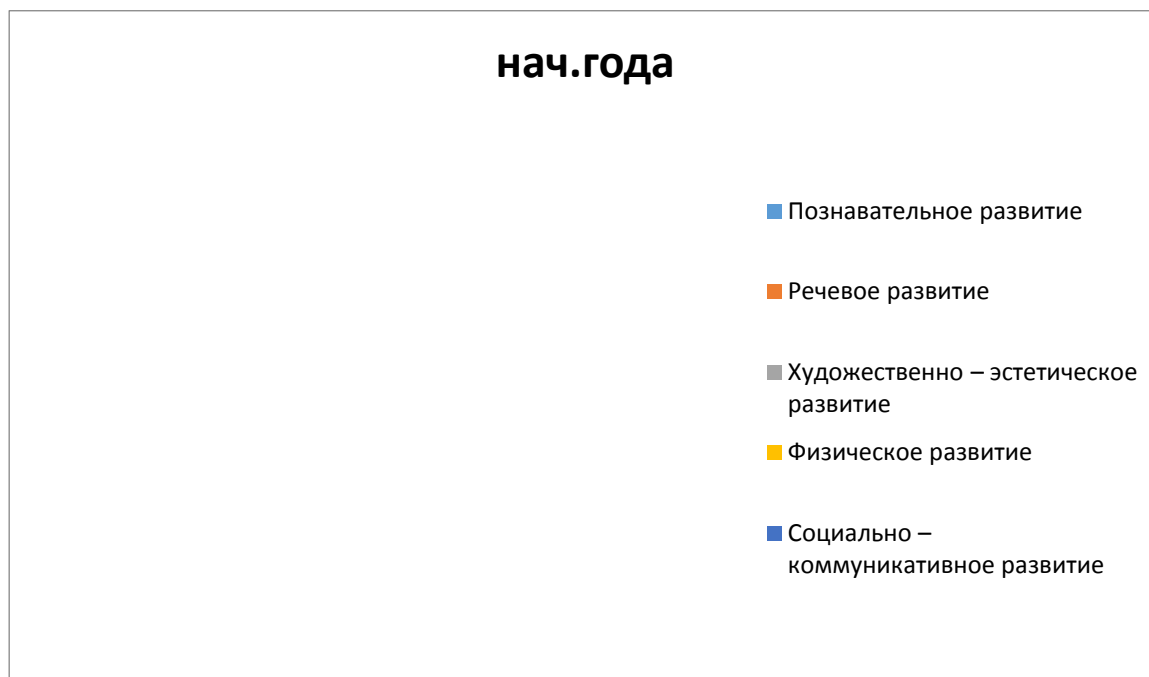 нач.года
Познавательное развитие
Речевое развитие
Художественно – эстетическое
развитие
Физическое развитие
Социально –
коммуникативное развитие